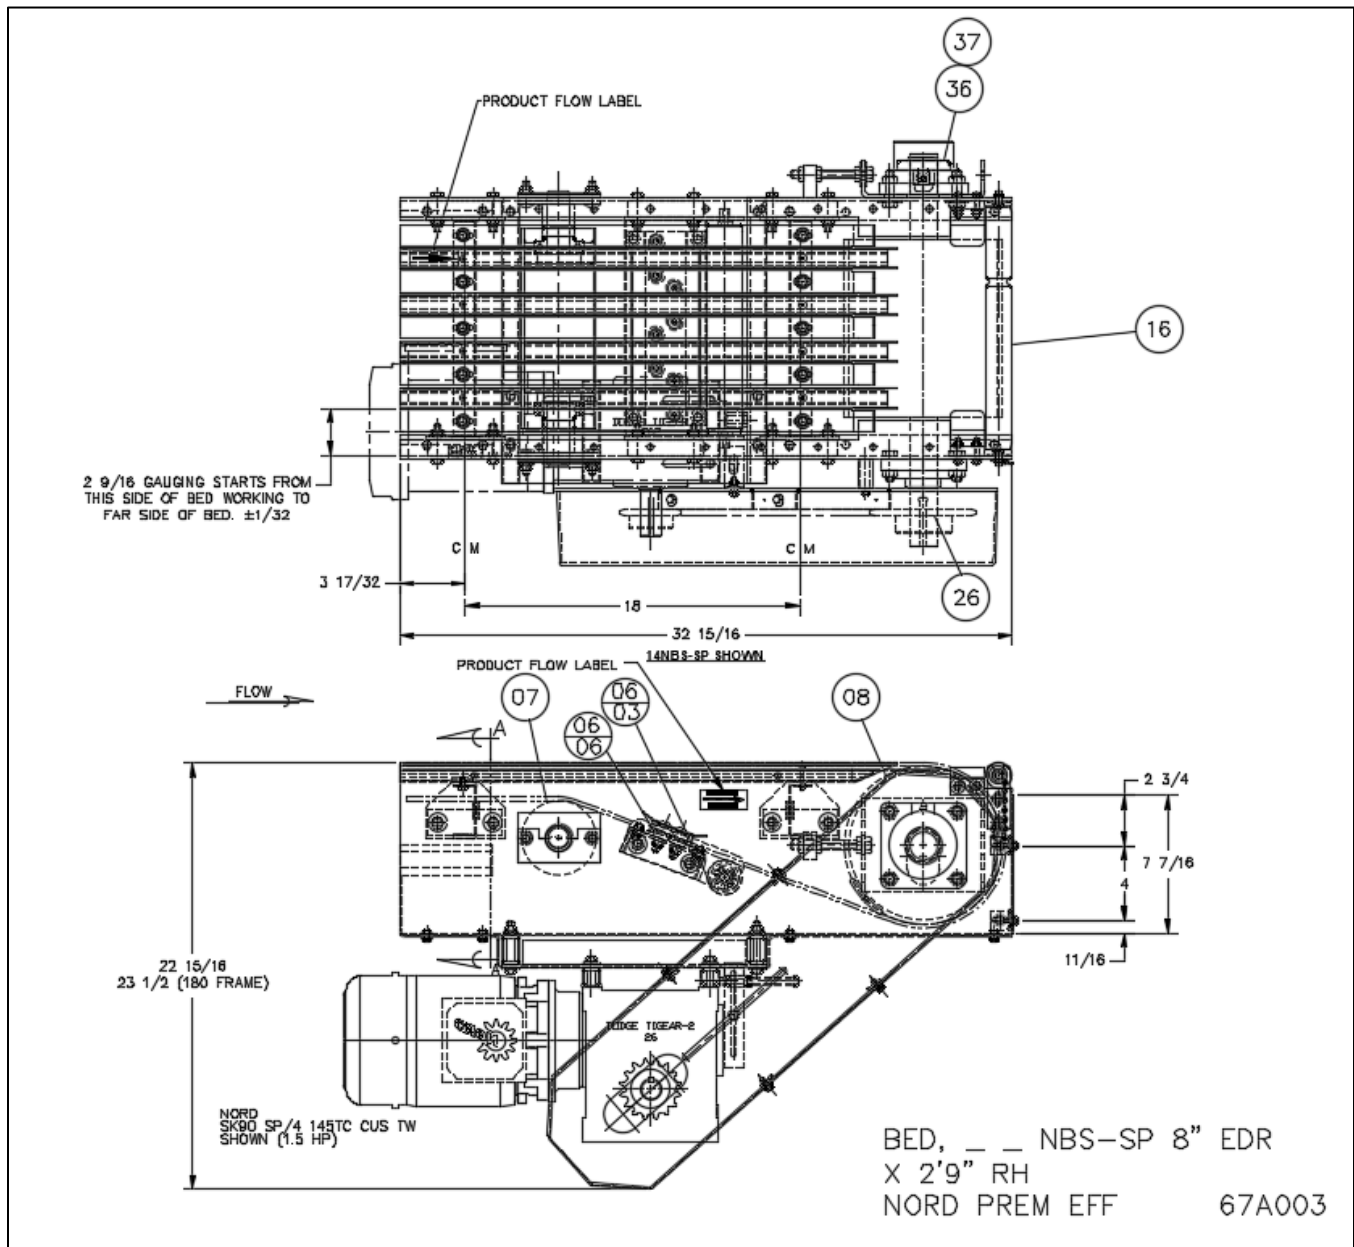 37
36
PRODUCT FLOW LABEL
16
2 9/16 GAUGING STARTS FROM
THIS SIDE OF BED WORKING TO
FAR SIDE OF BED. ±1/32
C M
C M
3 17/32
18
26
32 15/16
14NBS-SP SHOWN
PRODUCT FLOW LABEL
FLOW
07
06
03
06
06
08
A
2 3/4
7 7/16
4
11/16
22 15/16
23 1/2 (180 FRAME)
TIGEAR-2
26
NORD
SK90 SP/4 145TC CUS TW
SHOWN (1.5 HP)
BED, _ _ NBS-SP 8" EDR
X 2'9" RH
NORD PREM EFF 67A003